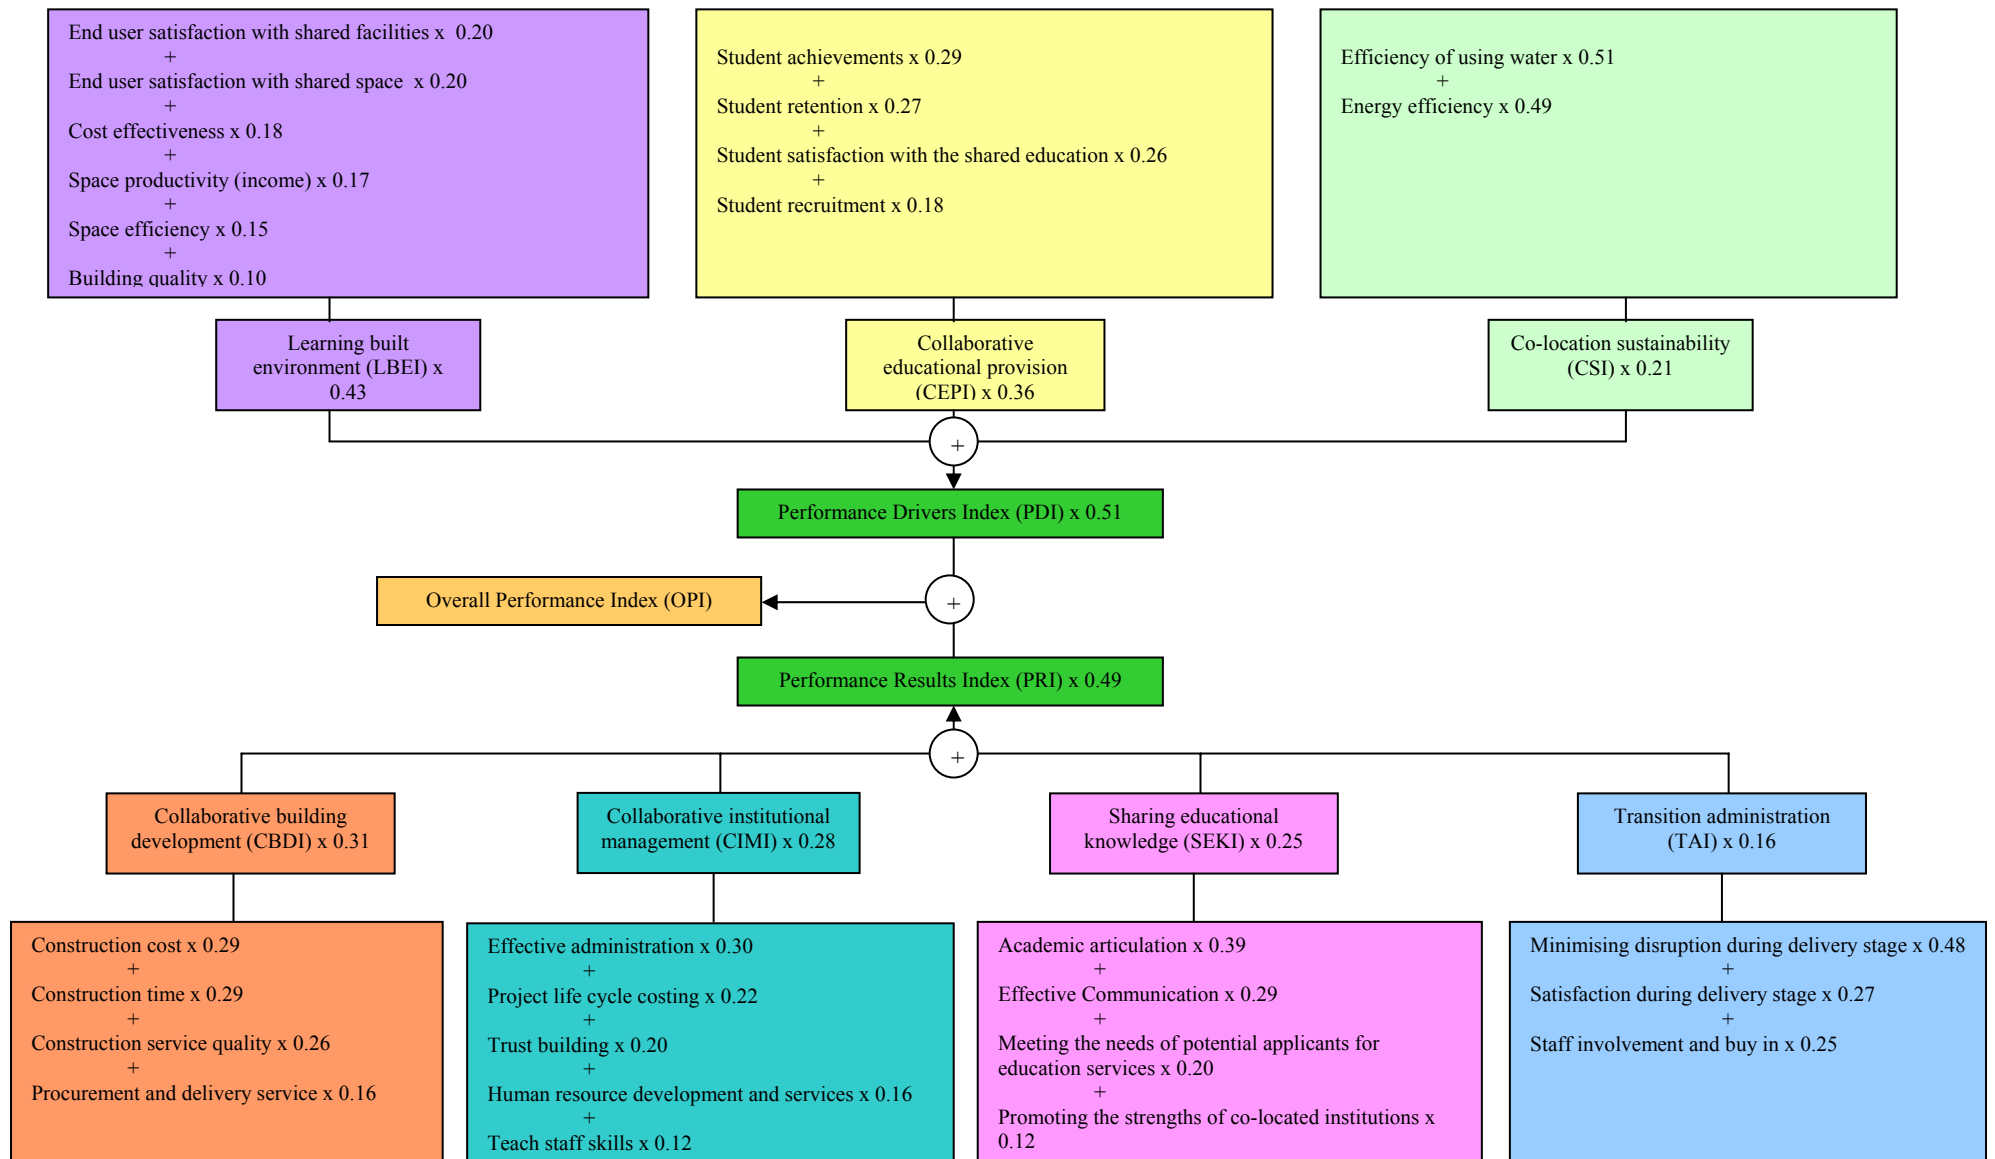 End user satisfaction with shared facilities x  0.20
+
End user satisfaction with shared space  x 0.20
+
Cost effectiveness x 0.18
+
Space productivity (income) x 0.17
+
Space efficiency x 0.15
+
Building quality x 0.10
Student achievements x 0.29
+
Student retention x 0.27
+
Student satisfaction with the shared education x 0.26
+
Student recruitment x 0.18
Efficiency of using water x 0.51
+
Energy efficiency x 0.49
Learning built
environment (LBEI) x
0.43
Collaborative
educational provision
(CEPI) x 0.36
Co-location sustainability
(CSI) x 0.21
+
Performance Drivers Index (PDI) x 0.51
Overall Performance Index (OPI)
+
Performance Results Index (PRI) x 0.49
+
Collaborative building
development (CBDI) x 0.31
Collaborative institutional
management (CIMI) x 0.28
Sharing educational
knowledge (SEKI) x 0.25
Transition administration
(TAI) x 0.16
Construction cost x 0.29
+
Construction time x 0.29
+
Construction service quality x 0.26
+
Procurement and delivery service x 0.16
Effective administration x 0.30
+
Project life cycle costing x 0.22
+
Trust building x 0.20
+
Human resource development and services x 0.16
+
Teach staff skills x 0.12
Academic articulation x 0.39
+
Effective Communication x 0.29
+
Meeting the needs of potential applicants for
education services x 0.20
+
Promoting the strengths of co-located institutions x
0.12
Minimising disruption during delivery stage x 0.48
+
Satisfaction during delivery stage x 0.27
+
Staff involvement and buy in x 0.25